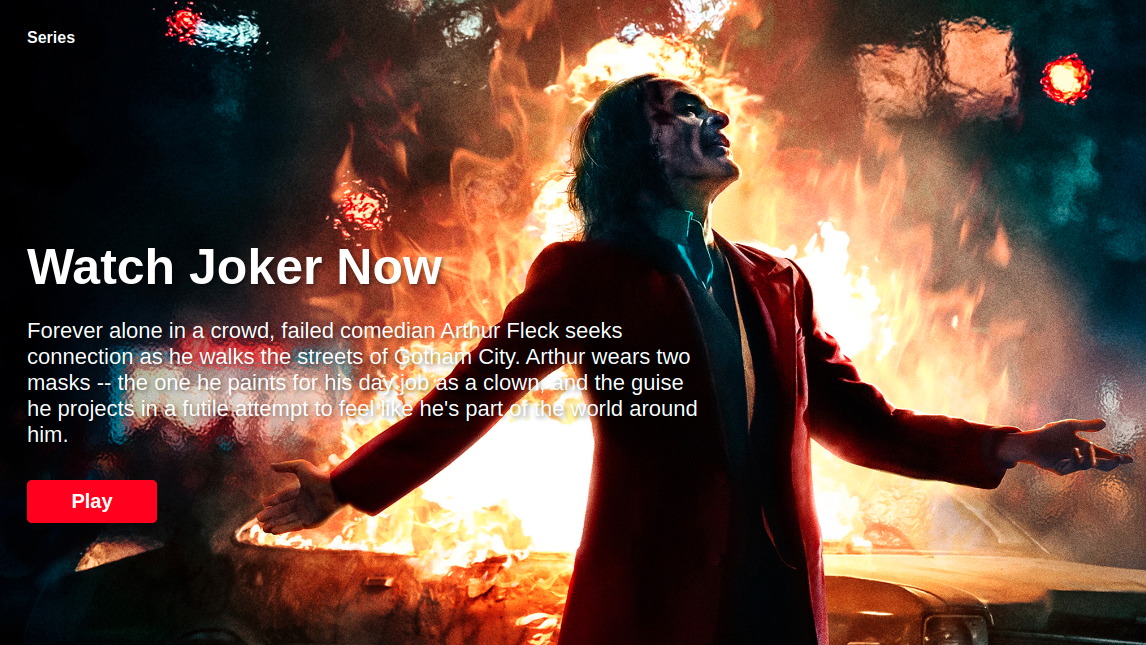 Series
Watch Joker Now
Forever alone in a crowd, failed comedian Arthur Fleck seeks
connection as he walks the streets of Gotham City. Arthur wears two
masks -- the one he paints for his day job as a clown, and the guise
he projects in a futile attempt to feel like he's part of the world around
him.
Play